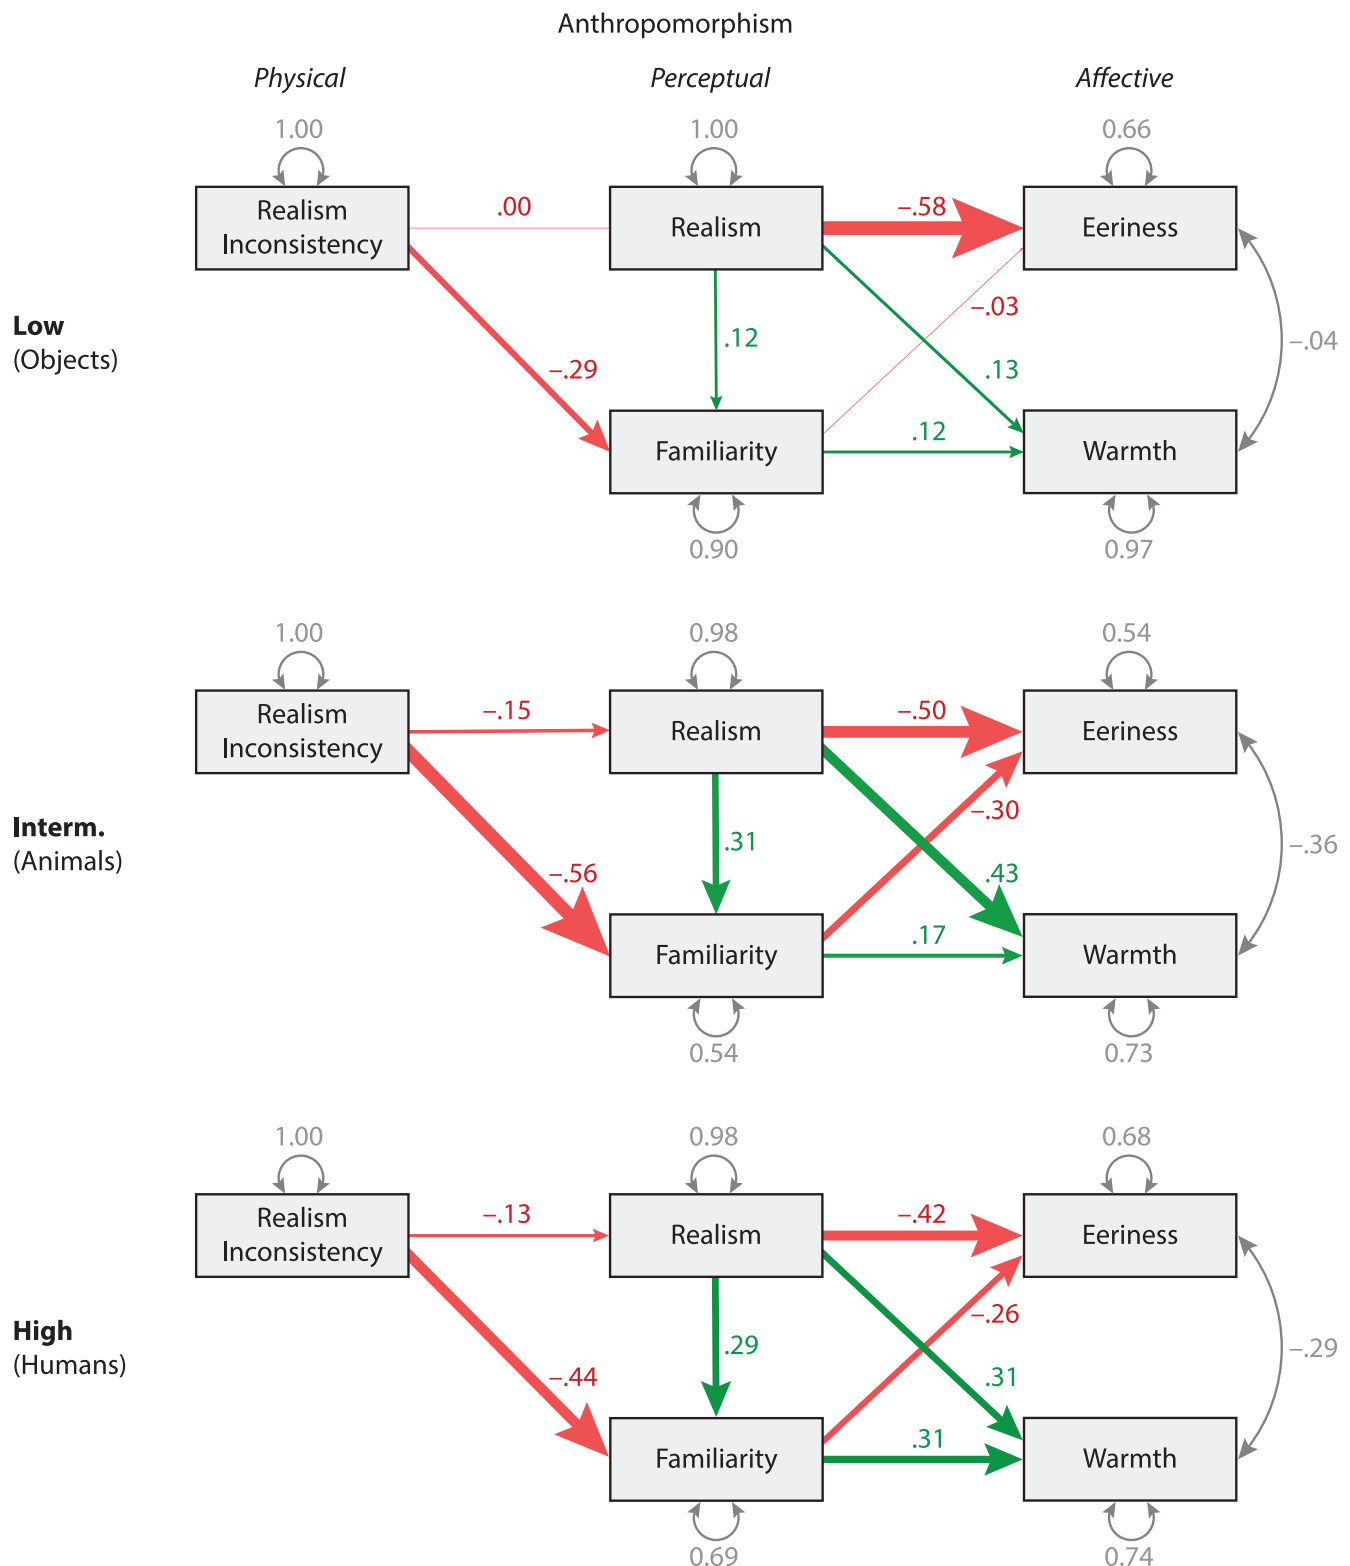 Anthropomorphism
Physical
Perceptual
Affective
1.00
1.00
0.66
Realism
Inconsistency
.00
Realism
–.58
Eeriness
Low
(Objects)
–.29
.12
–.03
.13
–.04
Familiarity
.12
Warmth
0.90
0.97
1.00
0.98
0.54
Realism
Inconsistency
–.15
Realism
–.50
Eeriness
Interm.
(Animals)
–.56
.31
–.30
.43
–.36
Familiarity
.17
Warmth
0.54
0.73
1.00
0.98
0.68
Realism
Inconsistency
–.13
Realism
–.42
Eeriness
High
(Humans)
–.44
.29
–.26
.31
–.29
Familiarity
.31
Warmth
0.69
0.74